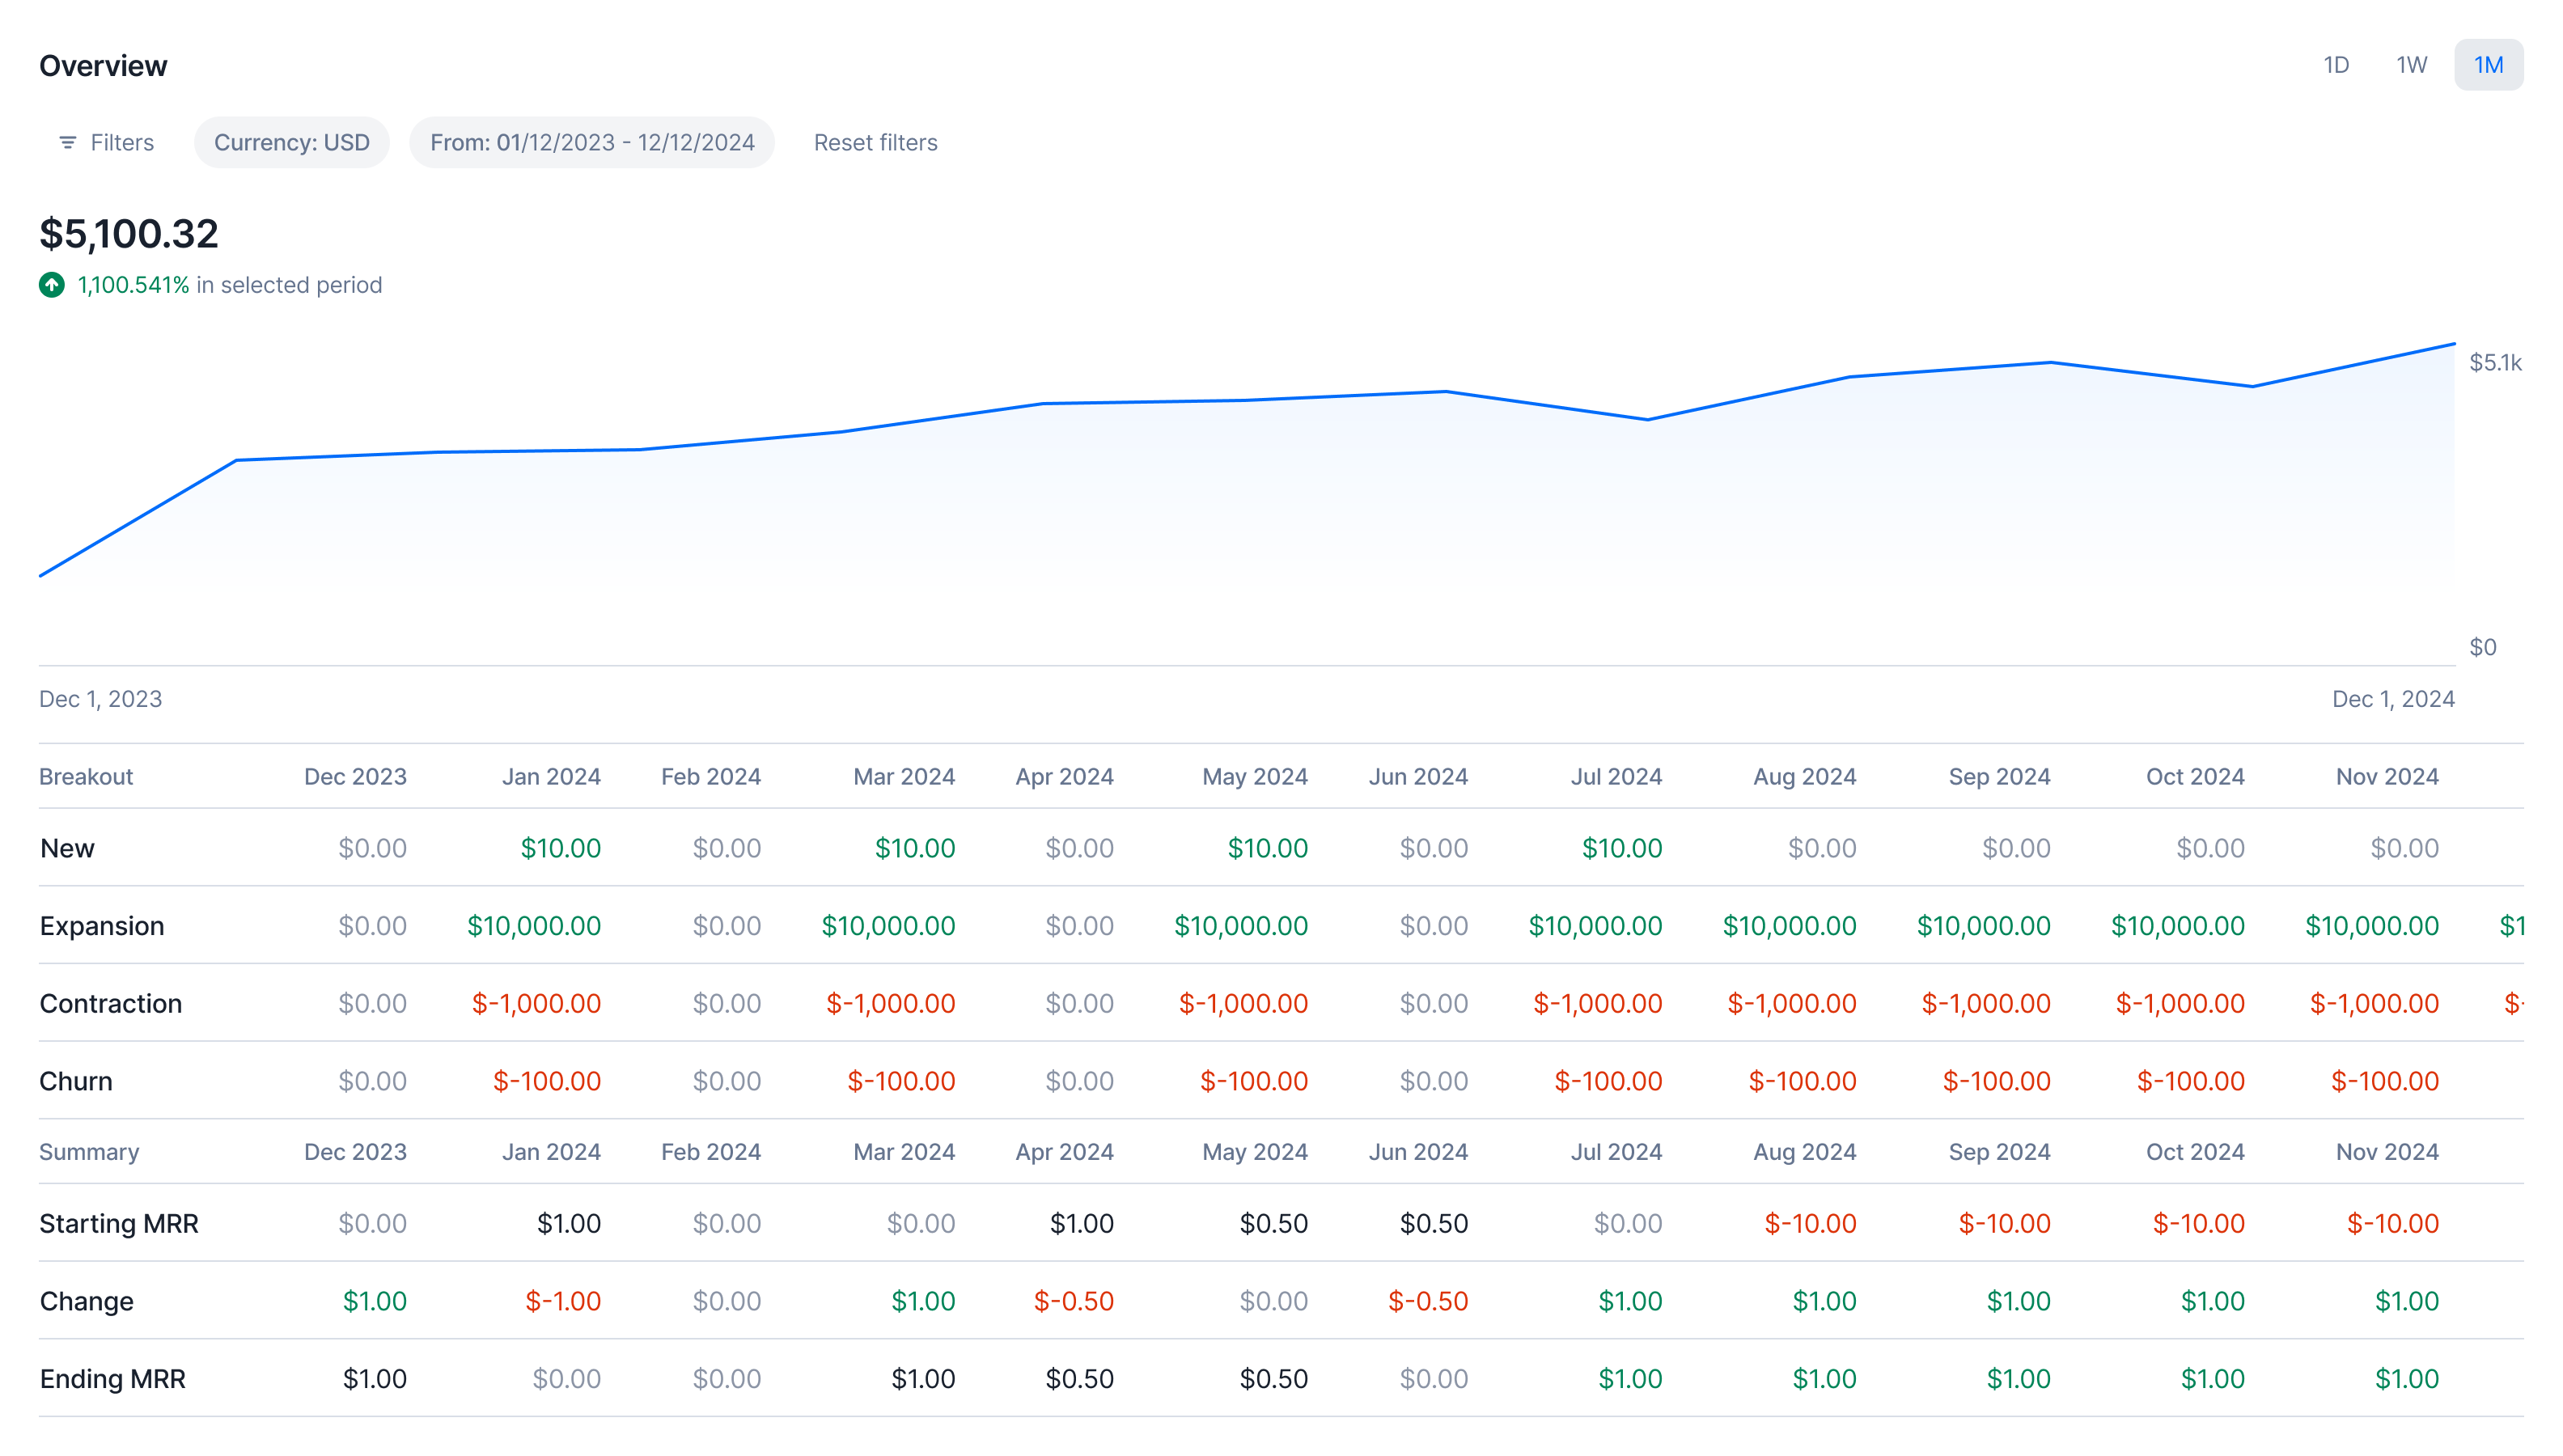 Overview 1D 1W 1M
Filters Currency: USD From: 01/12/2023 - 12/12/2024 Reset filters
$5,100.32
1,100.541% in selected period
$5.1k
$0
Dec 1, 2023 Dec 1, 2024
Breakout Dec 2023 Jan 2024 Feb 2024 Mar 2024 Apr 2024 May 2024 Jun 2024 Jul 2024 Aug 2024 Sep 2024 Oct 2024 Nov 2024
New $0.00 $10.00 $0.00 $10.00 $0.00 $10.00 $0.00 $10.00 $0.00 $0.00 $0.00 $0.00
Expansion $0.00 $10,000.00 $0.00 $10,000.00 $0.00 $10,000.00 $0.00 $10,000.00 $10,000.00 $10,000.00 $10,000.00 $10,000.00 $1
Contraction $0.00 $-1,000.00 $0.00 $-1,000.00 $0.00 $-1,000.00 $0.00 $-1,000.00 $-1,000.00 $-1,000.00 $-1,000.00 $-1,000.00 $-
Churn $0.00 $-100.00 $0.00 $-100.00 $0.00 $-100.00 $0.00 $-100.00 $-100.00 $-100.00 $-100.00 $-100.00
Summary Dec 2023 Jan 2024 Feb 2024 Mar 2024 Apr 2024 May 2024 Jun 2024 Jul 2024 Aug 2024 Sep 2024 Oct 2024 Nov 2024
Starting MRR $0.00 $1.00 $0.00 $0.00 $1.00 $0.50 $0.50 $0.00 $-10.00 $-10.00 $-10.00 $-10.00
Change $1.00 $-1.00 $0.00 $1.00 $-0.50 $0.00 $-0.50 $1.00 $1.00 $1.00 $1.00 $1.00
Ending MRR $1.00 $0.00 $0.00 $1.00 $0.50 $0.50 $0.00 $1.00 $1.00 $1.00 $1.00 $1.00